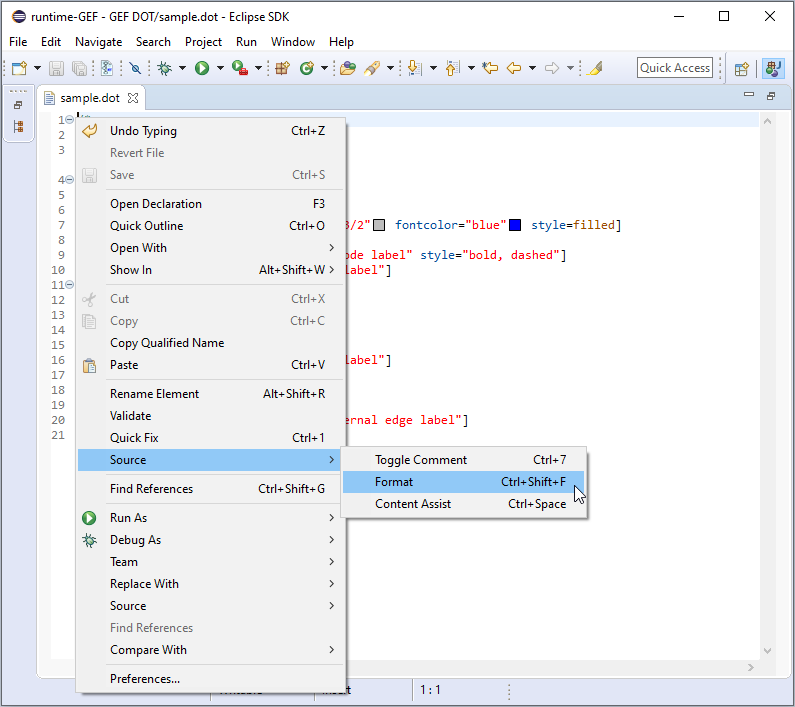 runtime-GEF - GEF DOT/sample.dot - Eclipse SDK
File Edit Navigate Search Project Run Window Help
Quick Access
sample.dot
1
2
3
4
5
6
7 3/2" fontcolor="blue" style=filled]
8
9 ode label" style="bold, dashed"]
10 label"]
11
12
13
14
15
16 label"]
17
18
19
20 ernal edge label"]
21
Undo Typing Ctrl+Z
Revert File
Save Ctrl+S
Open Declaration F3
Quick Outline Ctrl+O
Open With
Show In Alt+Shift+W
Cut Ctrl+X
Copy Ctrl+C
Copy Qualified Name
Paste Ctrl+V
Rename Element Alt+Shift+R
Validate
Quick Fix Ctrl+1
Source
Find References Ctrl+Shift+G
Run As
Debug As
Team
Replace With
Source
Find References
Compare With
Preferences...
Toggle Comment Ctrl+7
Format Ctrl+Shift+F
Content Assist Ctrl+Space
1 : 1